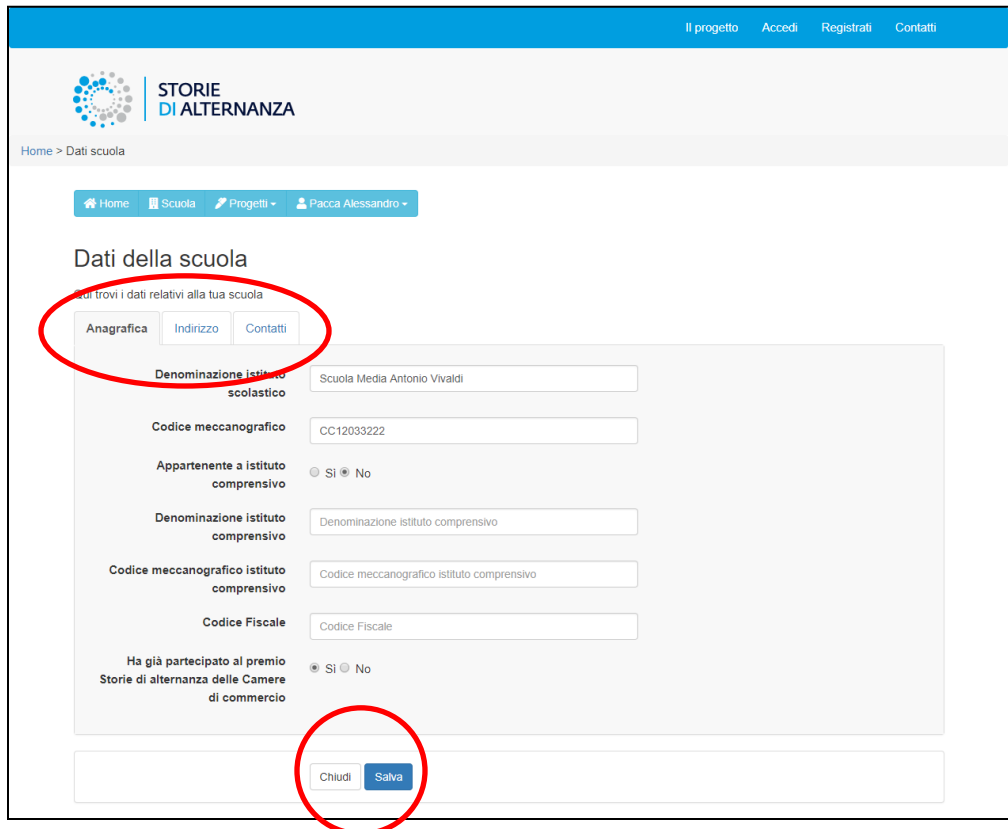 Il progetto Accedi Registrati Contatti
STORIE
DI ALTERNANZA
Home > Dati scuola
Home Scuola Progetti Pacca Alessandro
Dati della scuola
Qui trovi i dati relativi alla tua scuola
Anagrafica Indirizzo Contatti
Denominazione istituto
scolastico
Scuola Media Antonio Vivaldi
Codice meccanografico
CC12033222
Appartenente a istituto
comprensivo
Sì No
Denominazione istituto
comprensivo
Denominazione istituto comprensivo
Codice meccanografico istituto
comprensivo
Codice meccanografico istituto comprensivo
Codice Fiscale
Codice Fiscale
Ha già partecipato al premio
Storie di alternanza delle Camere
di commercio
Sì No
Chiudi Salva